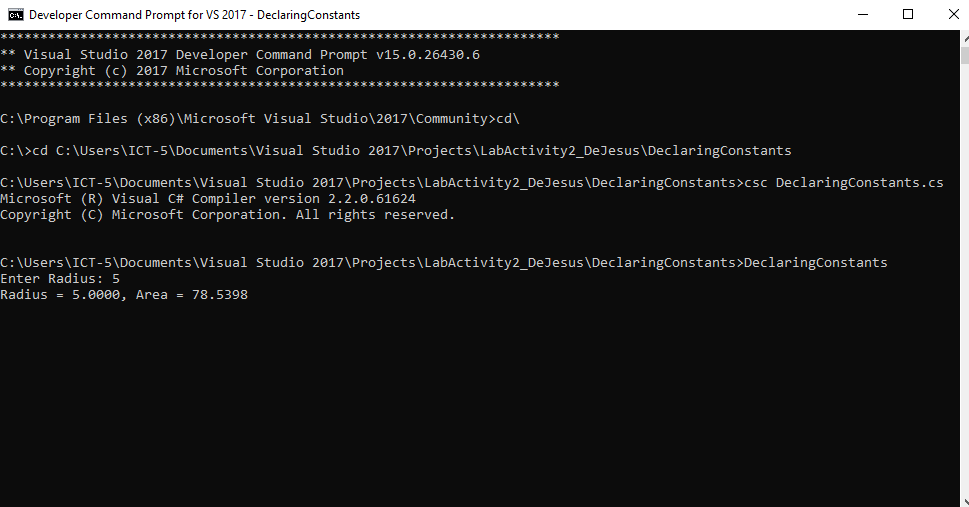 Developer Command Prompt for VS 2017 - DeclaringConstants
**********************************************************************
** Visual Studio 2017 Developer Command Prompt v15.0.26430.6
** Copyright (c) 2017 Microsoft Corporation
**********************************************************************
C:\Program Files (x86)\Microsoft Visual Studio\2017\Community>cd\
C:\>cd C:\Users\ICT-5\Documents\Visual Studio 2017\Projects\LabActivity2_DeJesus\DeclaringConstants
C:\Users\ICT-5\Documents\Visual Studio 2017\Projects\LabActivity2_DeJesus\DeclaringConstants>csc DeclaringConstants.cs
Microsoft (R) Visual C# Compiler version 2.2.0.61624
Copyright (C) Microsoft Corporation. All rights reserved.
C:\Users\ICT-5\Documents\Visual Studio 2017\Projects\LabActivity2_DeJesus\DeclaringConstants>DeclaringConstants
Enter Radius: 5
Radius = 5.0000, Area = 78.5398